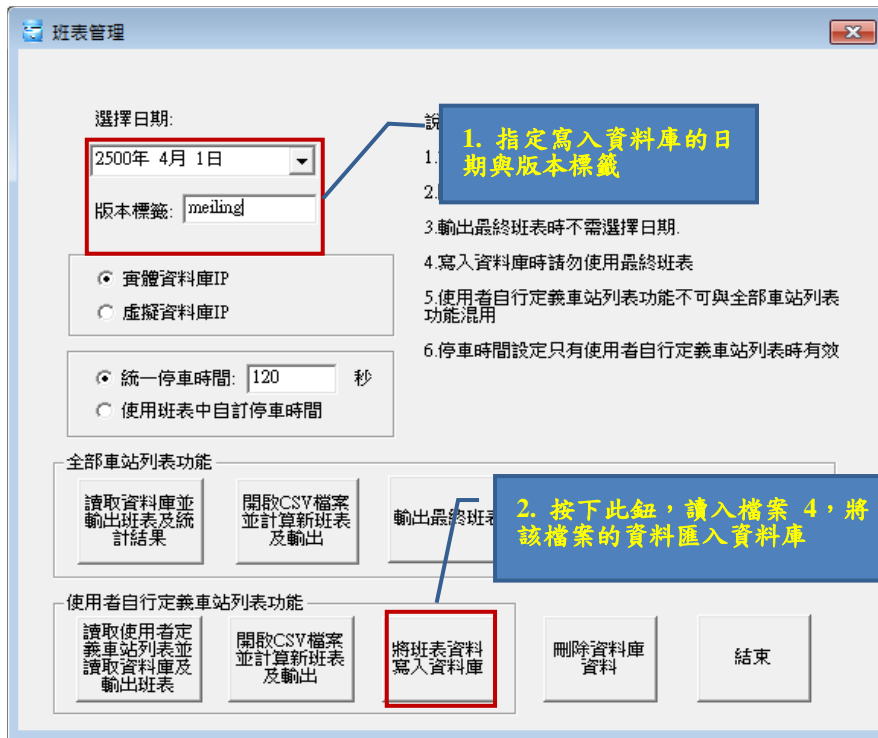 班表管理
選擇日期:
2500年 4月 1日
版本標籤: meiling
實體資料庫IP
虛擬資料庫IP
統一停車時間: 120 秒
使用班表中自訂停車時間
說
1.
2.
3.輸出最終班表時不需選擇日期.
4.寫入資料庫時請勿使用最終班表
5.使用者自行定義車站列表功能不可與全部車站列表
功能混用
6.停車時間設定只有使用者自行定義車站列表時有效
1. 指定寫入資料庫的日
期與版本標籤
全部車站列表功能
讀取資料庫並
輸出班表及統
計結果
開啟CSV檔案
並計算新班表
及輸出
輸出最終班表
2. 按下此鈕，讀入檔案 4，將
該檔案的資料匯入資料庫
使用者自行定義車站列表功能
讀取使用者定
義車站列表並
讀取資料庫及
輸出班表
開啟CSV檔案
並計算新班表
及輸出
將班表資料
寫入資料庫
刪除資料庫
資料
結束